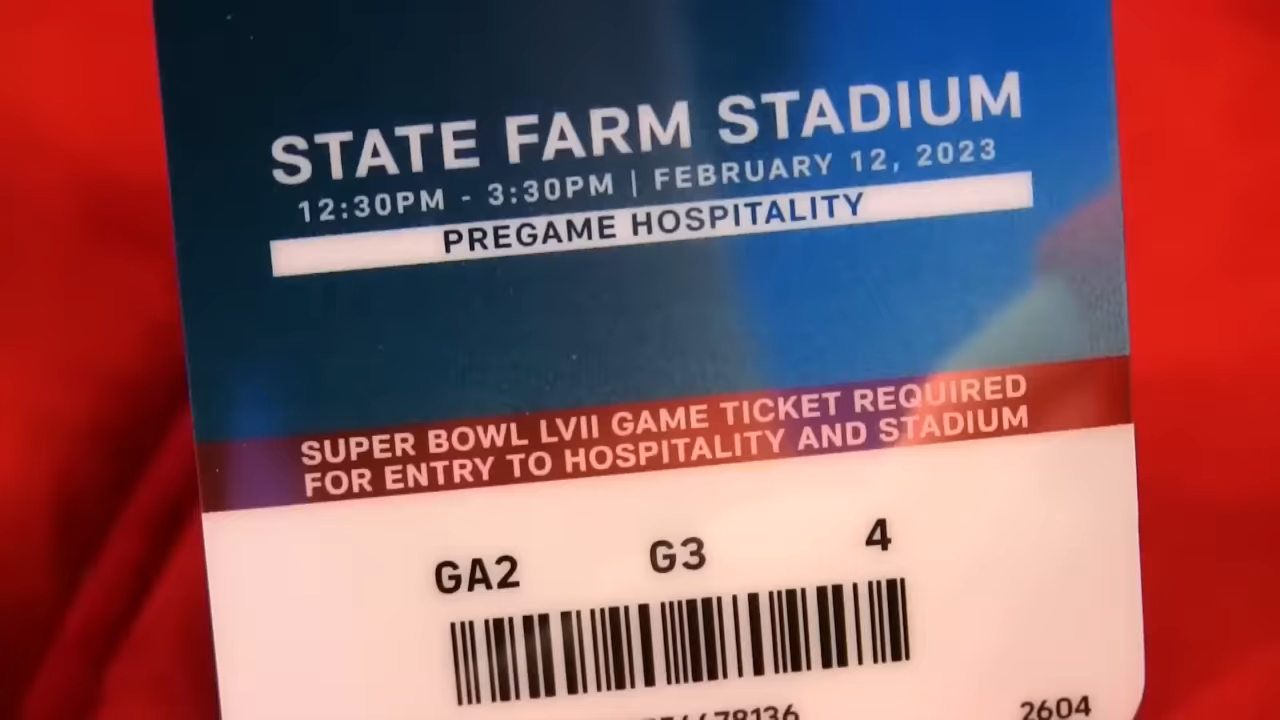 STATE FARM STADIUM
12:30PM - 3:30PM | FEBRUARY 12, 2023
PREGAME HOSPITALITY
SUPER BOWL LVII GAME TICKET REQUIRED
FOR ENTRY TO HOSPITALITY AND STADIUM
GA2 G3 4
2604